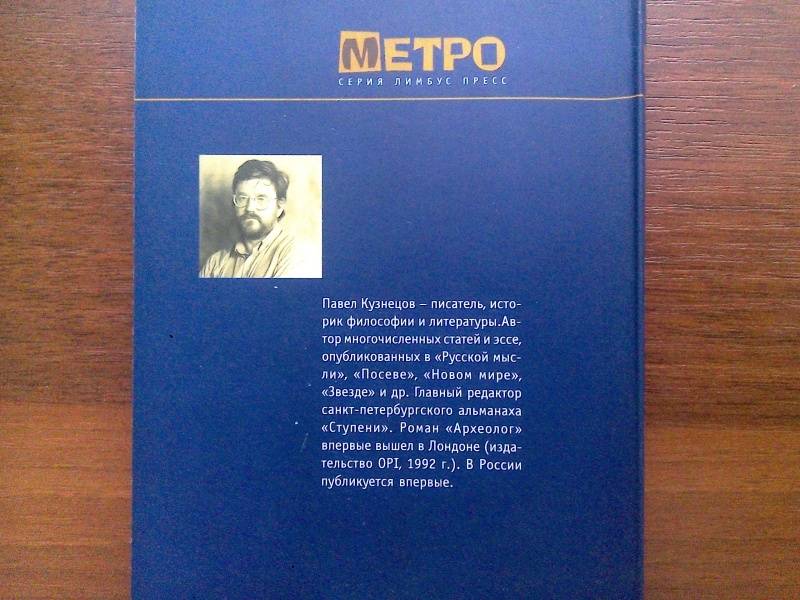 МЕТРО
СЕРИЯ ЛИМБУС ПРЕСС
Павел Кузнецов – писатель, исто-
рик философии и литературы.Ав-
тор многочисленных статей и эссе,
опубликованных в «Русской мыс-
ли», «Посеве», «Новом мире»,
«Звезде» и др. Главный редактор
санкт-петербургского альманаха
«Ступени». Роман «Археолог»
впервые вышел в Лондоне (изда-
тельство OPI, 1992 г.). В России
публикуется впервые.